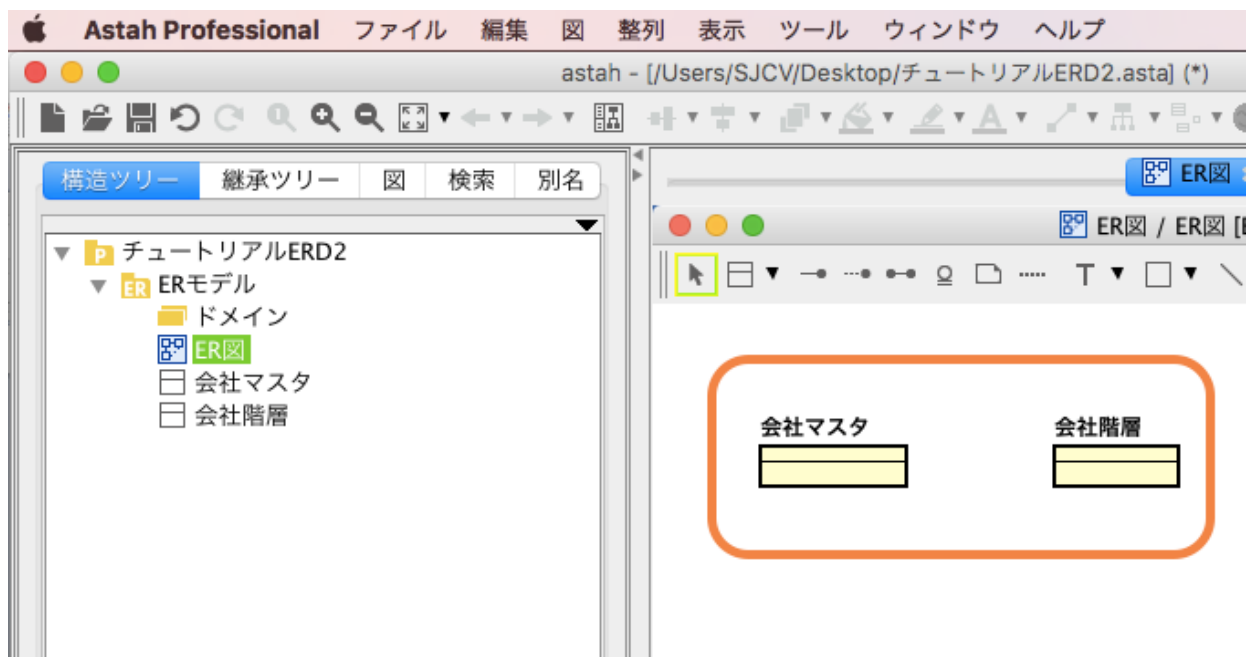 Astah Professional ファイル 編集 図 整列 表示 ツール ウィンドウ ヘルプ
astah - [/Users/SJCV/Desktop/チュートリアルERD2.asta] (*)
構造ツリー 継承ツリー 図 検索 別名
ER図
チュートリアルERD2
ERモデル
ドメイン
ER図
会社マスタ
会社階層
ER図 / ER図 [E
T
会社マスタ 会社階層